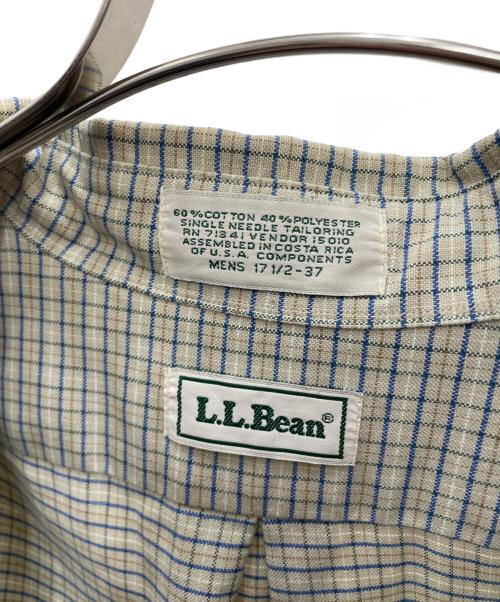 60 % COTTON 40 % POLYESTER
SINGLE NEEDLE TAILORING
RN 71341 VENDOR 15010
ASSEMBLED IN COSTA RICA
OF U.S.A. COMPONENTS
MENS 17 1/2-37
L.L.Bean®